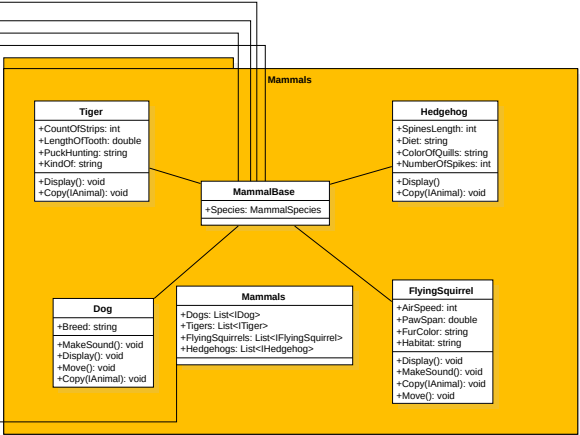 Mammals
Tiger
+CountOfStrips: int
+LengthOfTooth: double
+PuckHunting: string
+KindOf: string
+Display(): void
+Copy(IAnimal): void
Hedgehog
+SpinesLength: int
+Diet: string
+ColorOfQuills: string
+NumberOfSpikes: int
+Display()
+Copy(IAnimal): void
MammalBase
+Species: MammalSpecies
Dog
+Breed: string
+MakeSound(): void
+Display(): void
+Move(): void
+Copy(IAnimal): void
Mammals
+Dogs: List<IDog>
+Tigers: List<ITiger>
+FlyingSquirrels: List<IFlyingSquirrel>
+Hedgehogs: List<IHedgehog>
FlyingSquirrel
+AirSpeed: int
+PawSpan: double
+FurColor: string
+Habitat: string
+Display(): void
+MakeSound(): void
+Copy(IAnimal): void
+Move(): void